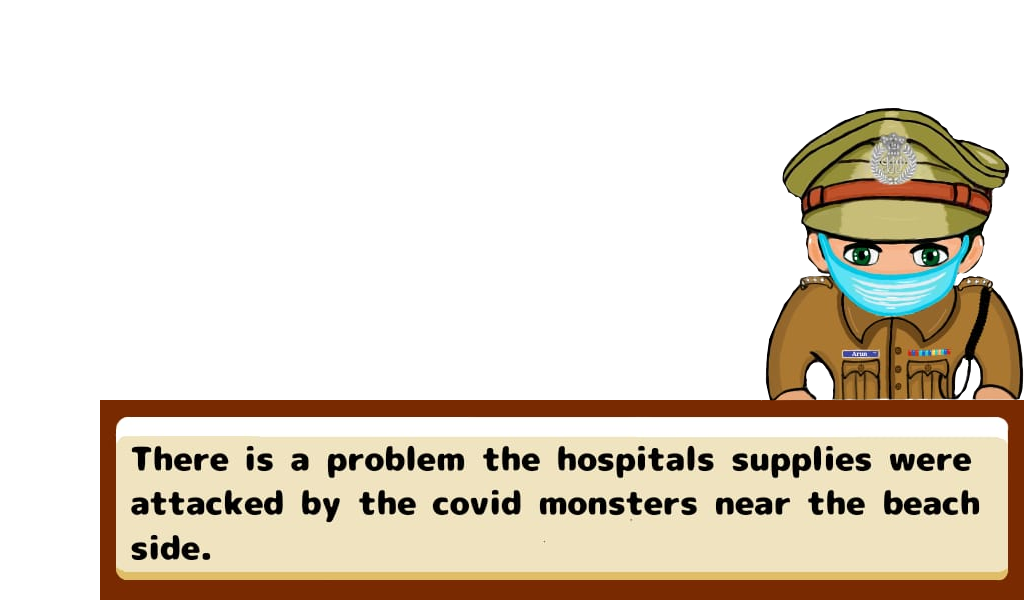 Arun
There is a problem the hospitals supplies were
attacked by the covid monsters near the beach
side.